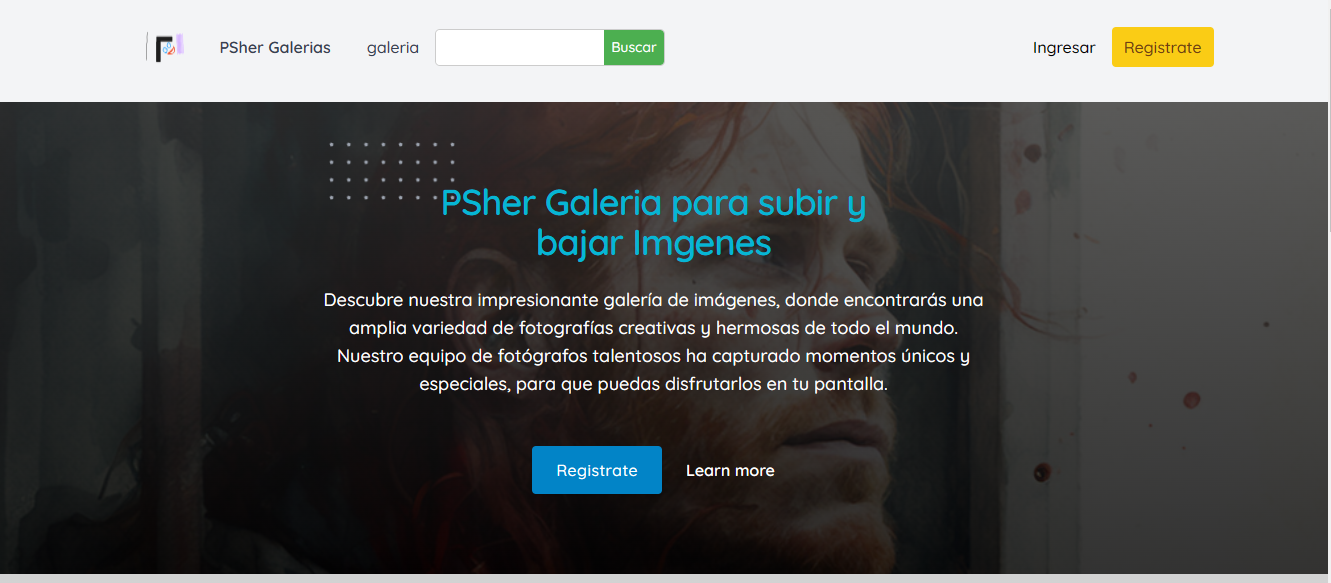 PSher Galerias
galeria
Buscar
Ingresar
Registrate
PSher Galeria para subir y
bajar Imgenes
Descubre nuestra impresionante galería de imágenes, donde encontrarás una
amplia variedad de fotografías creativas y hermosas de todo el mundo.
Nuestro equipo de fotógrafos talentosos ha capturado momentos únicos y
especiales, para que puedas disfrutarlos en tu pantalla.
Registrate
Learn more